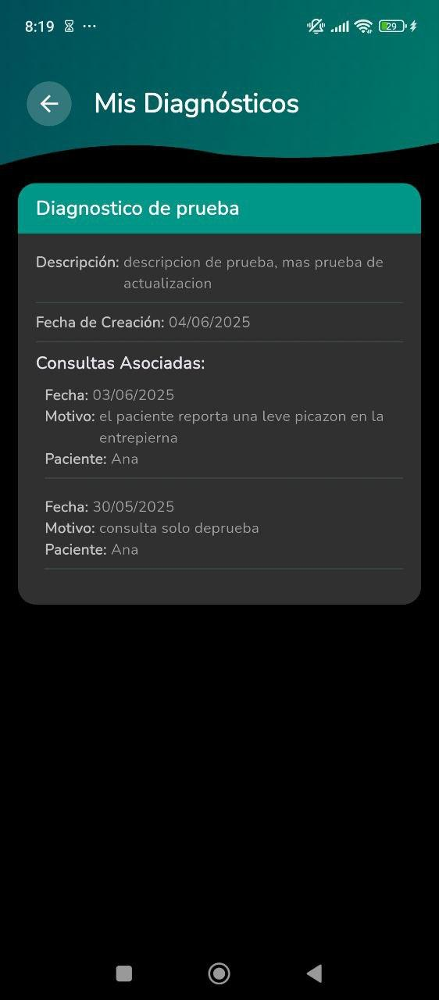 8:19 ...
29
Mis Diagnósticos
Diagnostico de prueba
Descripción: descripcion de prueba, mas prueba de
actualizacion
Fecha de Creación: 04/06/2025
Consultas Asociadas:
Fecha: 03/06/2025
Motivo: el paciente reporta una leve picazon en la
entrepierna
Paciente: Ana
Fecha: 30/05/2025
Motivo: consulta solo deprueba
Paciente: Ana